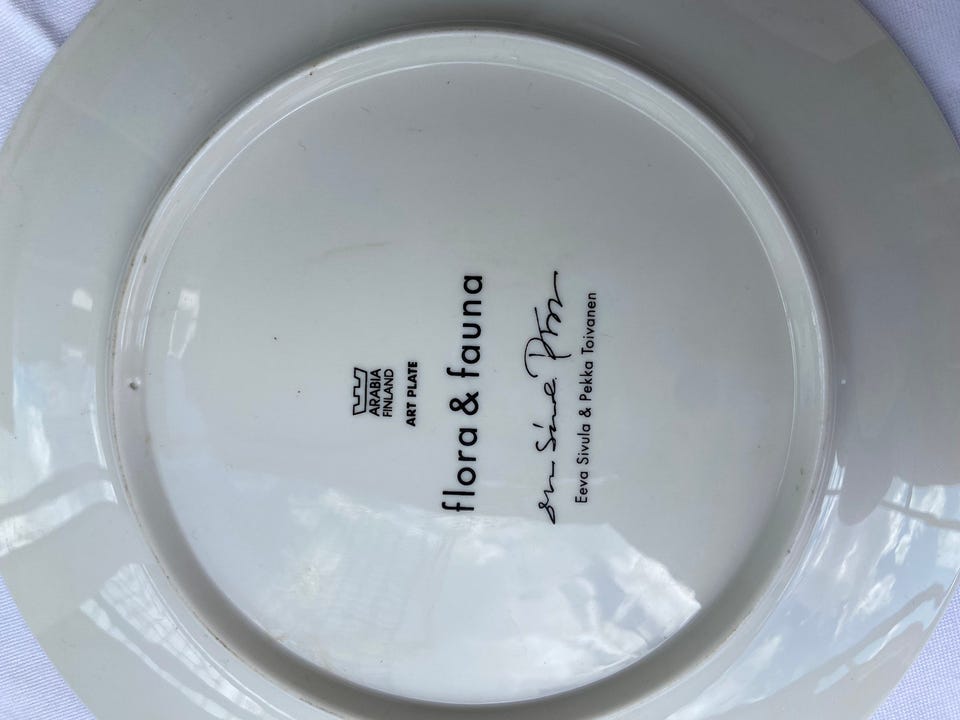 ARABIA
FINLAND
ART PLATE
flora & fauna
Eeva Sivula & Pekka Toivanen